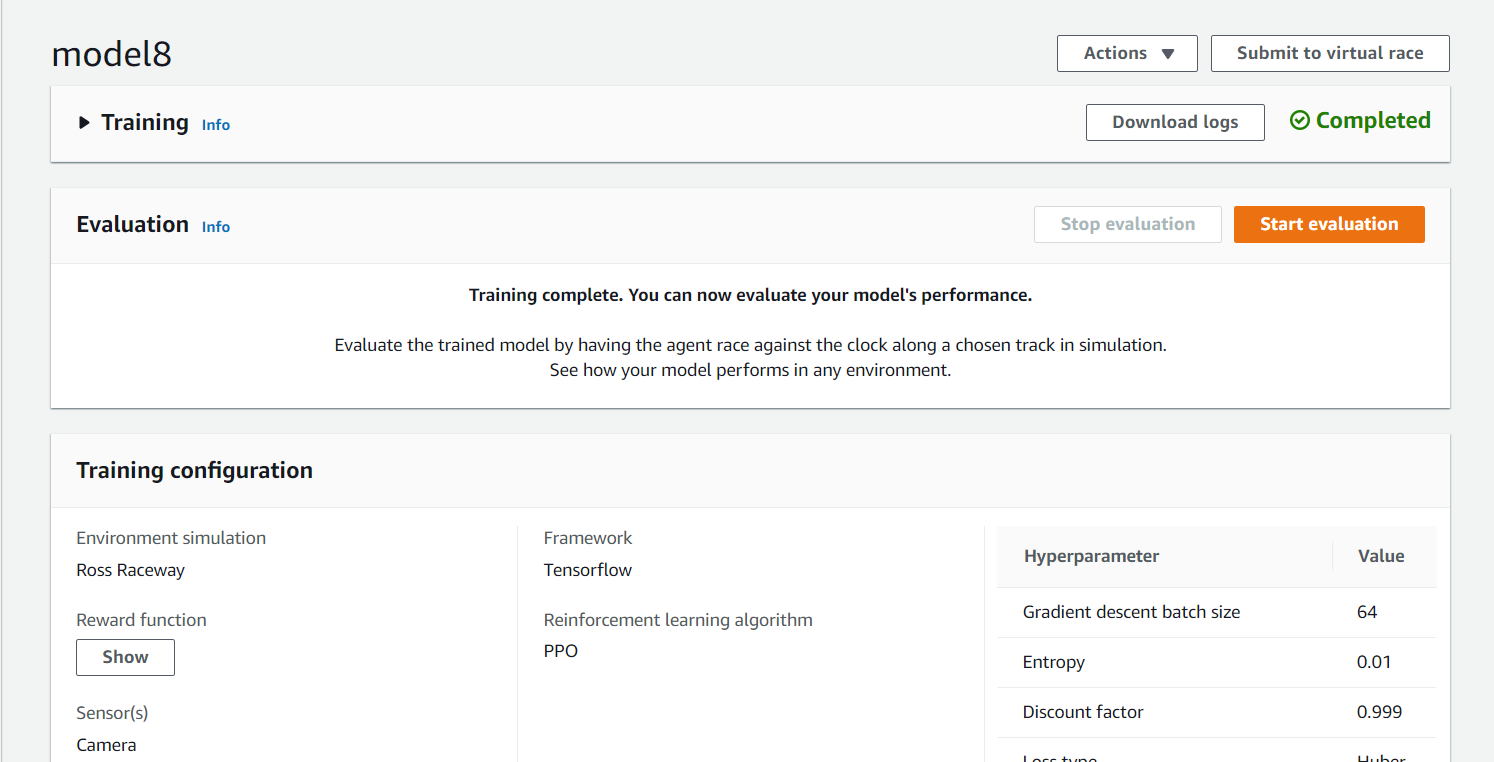 model8
Actions
Submit to virtual race
Training Info
Download logs
Completed
Evaluation Info
Stop evaluation
Start evaluation
Training complete. You can now evaluate your model's performance.
Evaluate the trained model by having the agent race against the clock along a chosen track in simulation.
See how your model performs in any environment.
Training configuration
Environment simulation
Ross Raceway
Reward function
Show
Sensor(s)
Camera
Framework
Tensorflow
Reinforcement learning algorithm
PPO
Hyperparameter Value
Gradient descent batch size 64
Entropy 0.01
Discount factor 0.999
Loss type Huber